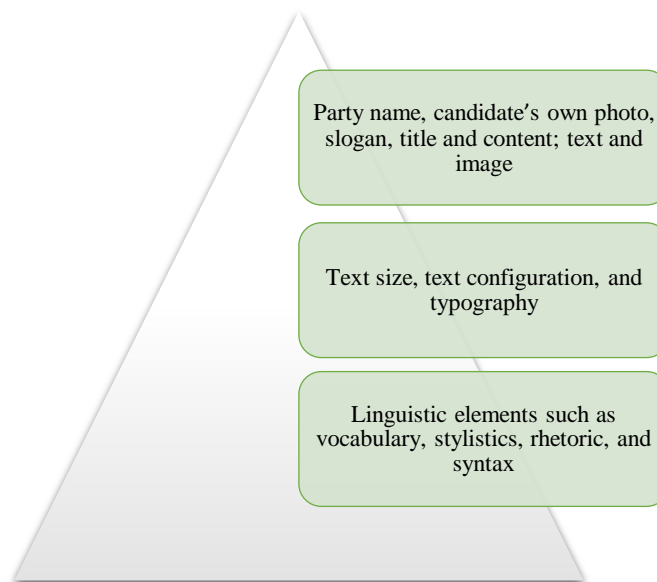 Party name, candidate’s own photo,
slogan, title and content; text and
image
Text size, text configuration, and
typography
Linguistic elements such as
vocabulary, stylistics, rhetoric, and
syntax